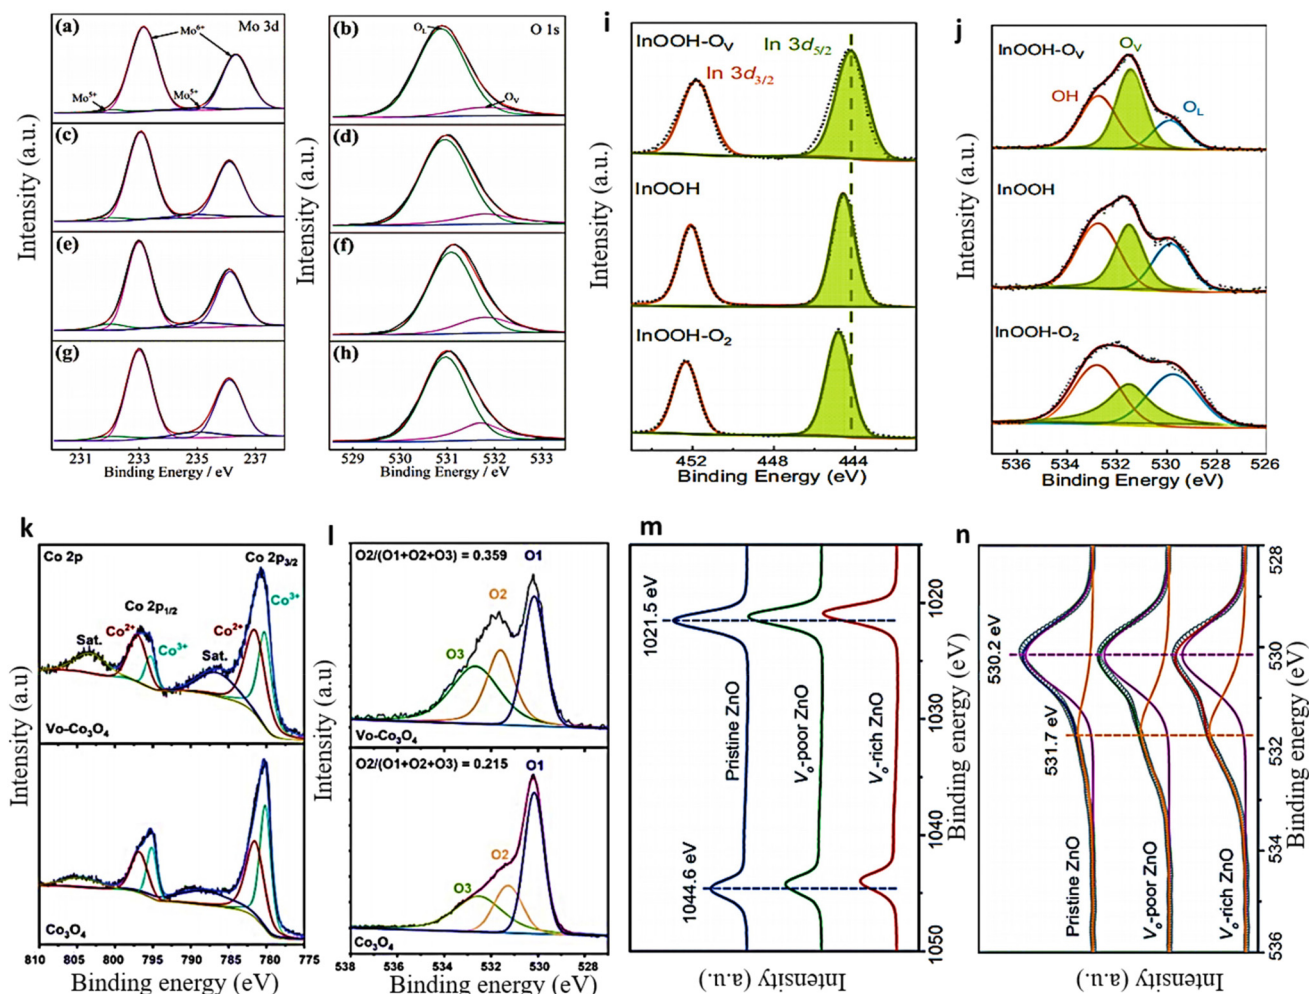 (a)
Mo 3d
Mo⁶⁺
Mo⁵⁺
Mo⁵⁺
(c)
(e)
(g)
Intensity (a.u.)
231 233 235 237
Binding Energy / eV
(b)
O 1s
O_L
O_V
(d)
(f)
(h)
Intensity (a.u.)
529 530 531 532 533
Binding Energy / eV
i
InOOH-O_V
In 3d₅/₂
In 3d₃/₂
InOOH
InOOH-O₂
Intensity (a.u.)
452 448 444
Binding Energy (eV)
j
InOOH-O_V
O_V
OH
O_L
InOOH
InOOH-O₂
Intensity (a.u.)
536 534 532 530 528 526
Binding Energy (eV)
k
Co 2p
Co 2p₃/₂
Co³⁺
Co 2p₁/₂
Co²⁺
Co²⁺
Sat.
Co³⁺
Sat.
Vo-Co₃O₄
Co₃O₄
Intensity (a.u)
810 805 800 795 790 785 780 775
Binding energy (eV)
l
O2/(O1+O2+O3) = 0.359
O1
O2
O3
Vo-Co₃O₄
O2/(O1+O2+O3) = 0.215
O1
O2
O3
Co₃O₄
Intensity (a.u)
538 536 534 532 530 528
Binding energy (eV)
m
1021.5 eV
1044.6 eV
Pristine ZnO
Vₒ-poor ZnO
Vₒ-rich ZnO
1020
1030
1040
1050
Binding energy (eV)
Intensity (a.u.)
n
530.2 eV
531.7 eV
Pristine ZnO
Vₒ-poor ZnO
Vₒ-rich ZnO
528
530
532
534
536
Binding energy (eV)
Intensity (a.u.)